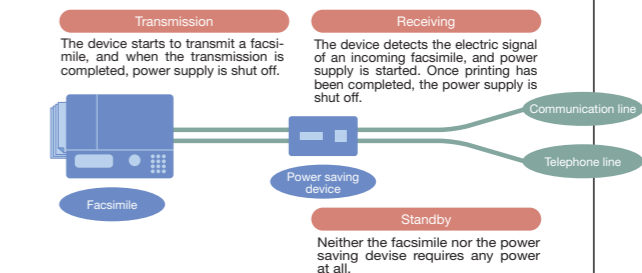 Transmission
The device starts to transmit a facsi-
mile, and when the transmission is
completed, power supply is shut off.
Receiving
The device detects the electric signal
of an incoming facsimile, and power
supply is started. Once printing has
been completed, the power supply is
shut off.
Communication line
Telephone line
Power saving
device
Facsimile
Standby
Neither the facsimile nor the power
saving devise requires any power
at all.